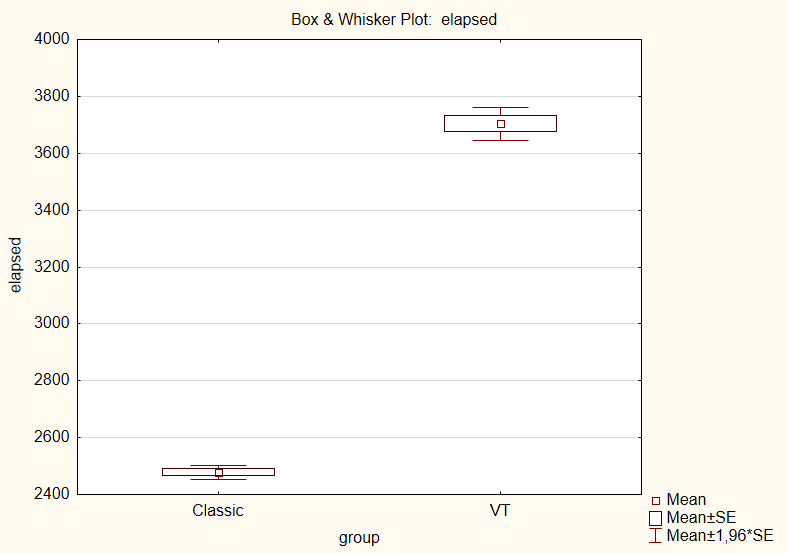 Box & Whisker Plot: elapsed
4000
3800
3600
3400
3200
3000
2800
2600
2400
elapsed
Classic
VT
group
Mean
Mean±SE
Mean±1,96*SE